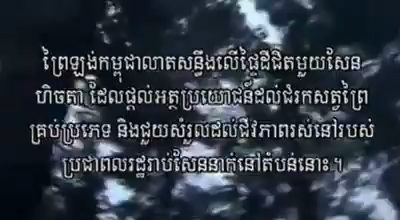 ព្រៃឡង់កម្ពុជាលាតសន្ធឹងលើផ្ទៃដីជិតមួយសែន
ហិចតា ដែលផ្ដល់អត្ថប្រយោជន៍ដល់ជំរកសត្វព្រៃ
គ្រប់ប្រភេទ និងជួយសំរួលដល់ជីវភាពរស់នៅរបស់
ប្រជាពលរដ្ឋរាប់សែននាក់នៅតំបន់នោះ។